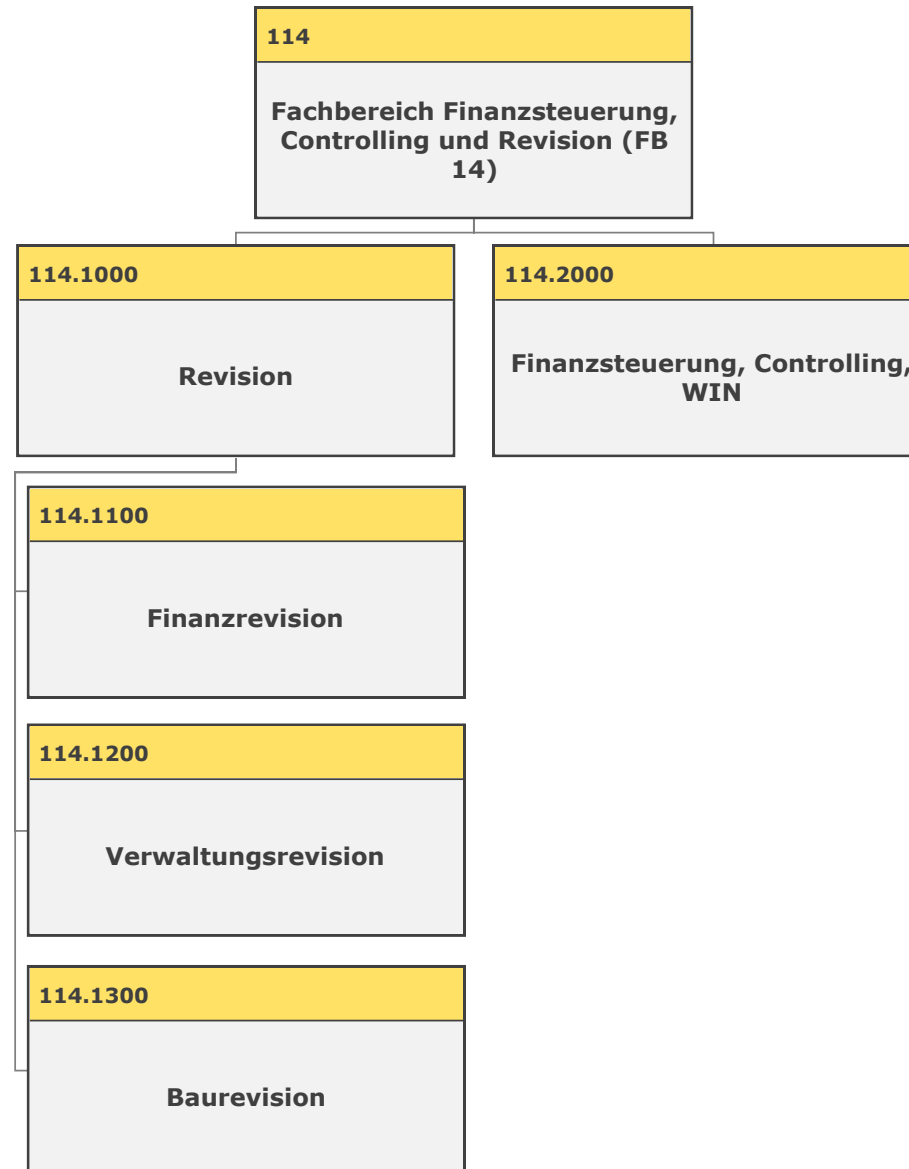 114
Fachbereich Finanzsteuerung,
Controlling und Revision (FB
14)
114.1000
Revision
114.2000
Finanzsteuerung, Controlling,
WIN
114.1100
Finanzrevision
114.1200
Verwaltungsrevision
114.1300
Baurevision